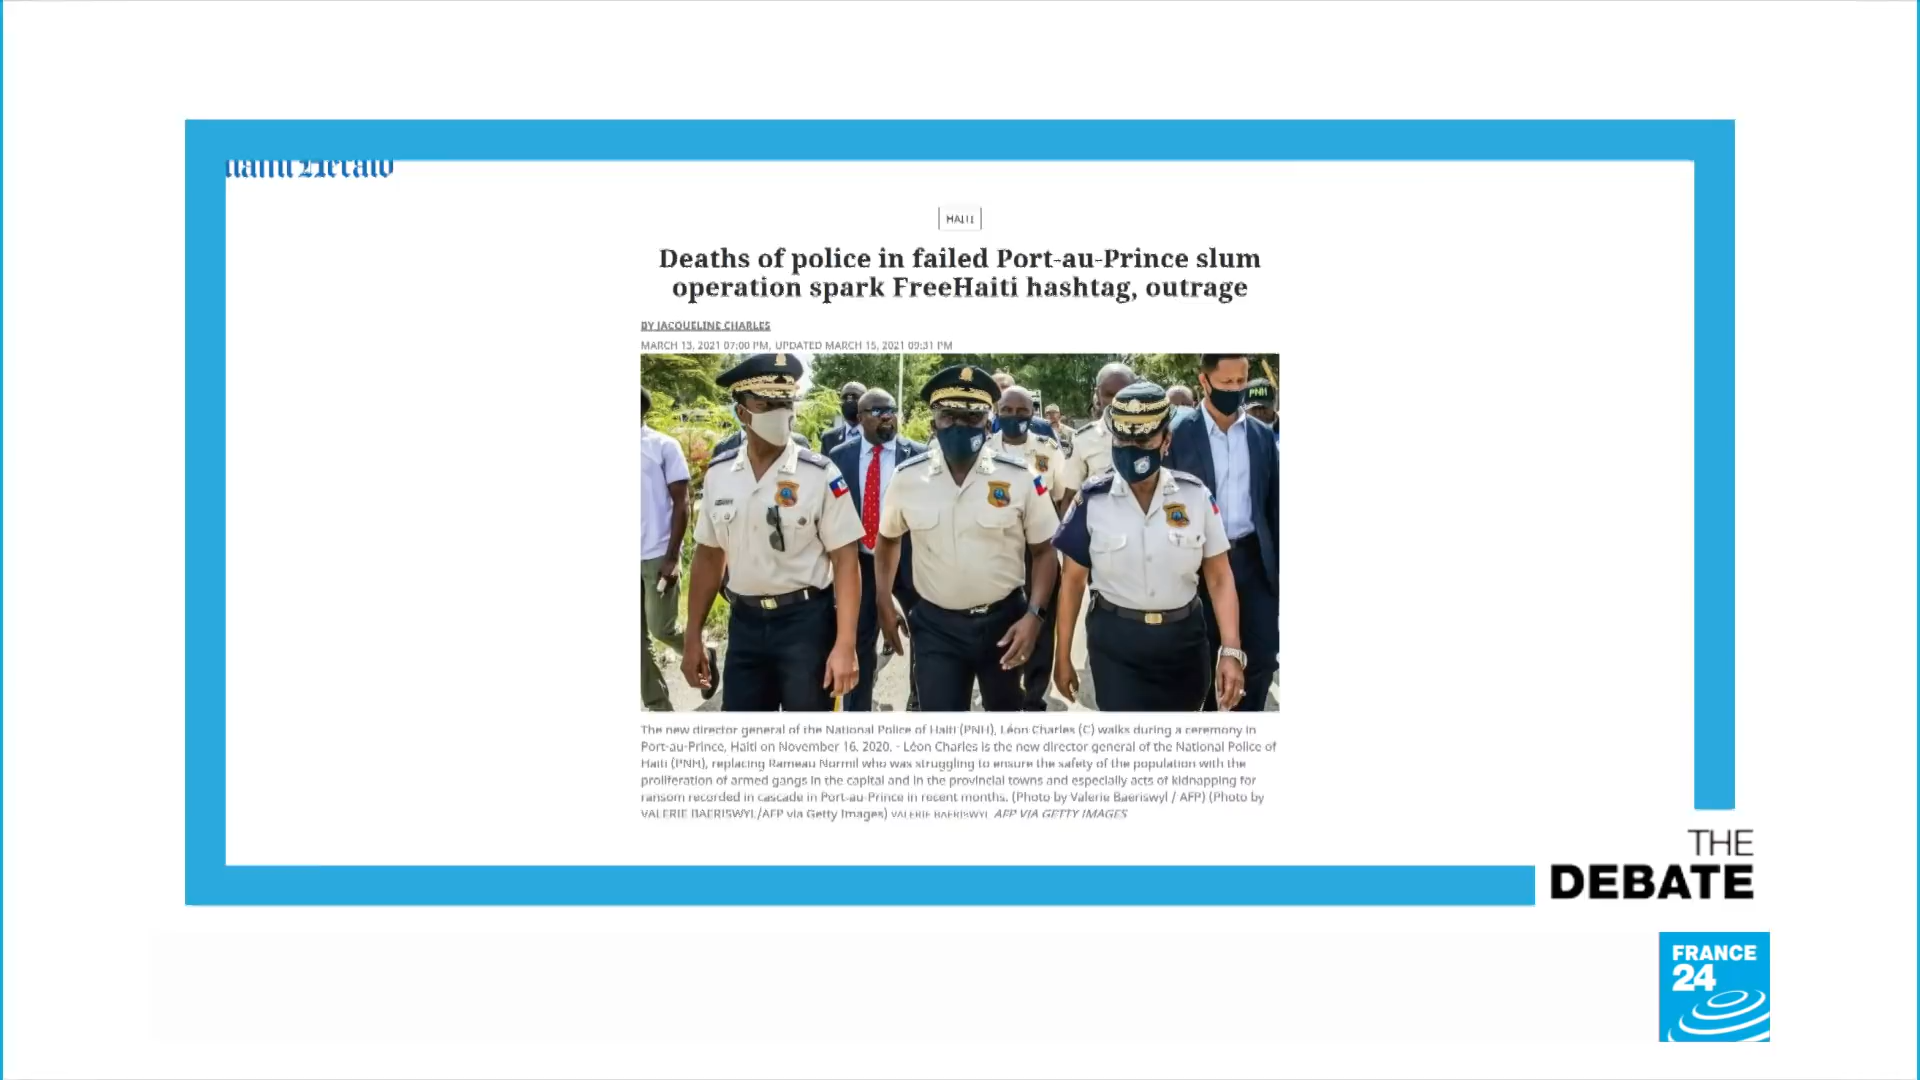 Miami Herald
HAITI
Deaths of police in failed Port-au-Prince slum
operation spark FreeHaiti hashtag, outrage
BY JACQUELINE CHARLES
MARCH 13, 2021 07:00 PM, UPDATED MARCH 15, 2021 09:31 PM
PNH
The new director general of the National Police of Haiti (PNH), Léon Charles (C) walks during a ceremony in
Port-au-Prince, Haiti on November 16, 2020. - Léon Charles is the new director general of the National Police of
Haiti (PNH), replacing Rameau Normil who was struggling to ensure the safety of the population with the
proliferation of armed gangs in the capital and in the provincial towns and especially acts of kidnapping for
ransom recorded in cascade in Port-au-Prince in recent months. (Photo by Valerie Baeriswyl / AFP) (Photo by
VALERIE BAERISWYL/AFP via Getty Images) VALERIE BAERISWYL AFP VIA GETTY IMAGES
THE
DEBATE
FRANCE
24